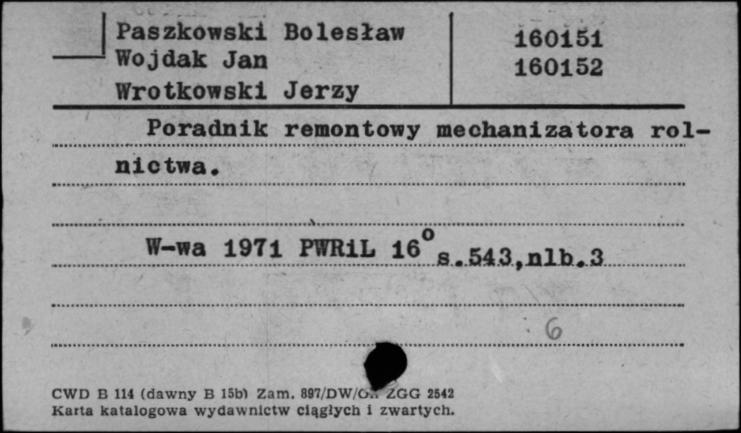 Paszkowski Bolesław
Wojdak Jan
Wrotkowski Jerzy
160151
160152
Poradnik remontowy mechanizatora rol-
nictwa.
W-wa 1971 PWRiL 16° s.543,nlb.3
6
CWD B 114 (dawny B 15b) Zam. 897/DW/ ZGG 2542
Karta katalogowa wydawnictw ciągłych i zwartych.